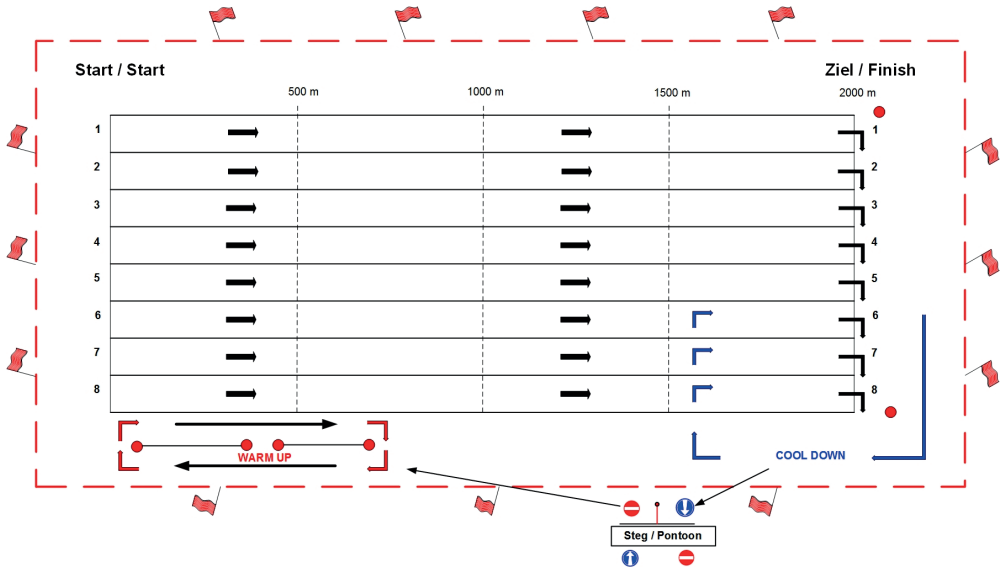 Start / Start
Ziel / Finish
500 m
1000 m
1500 m
2000 m
1 1
2 2
3 3
4 4
5 5
6 6
7 7
8 8
WARM UP
COOL DOWN
Steg / Pontoon